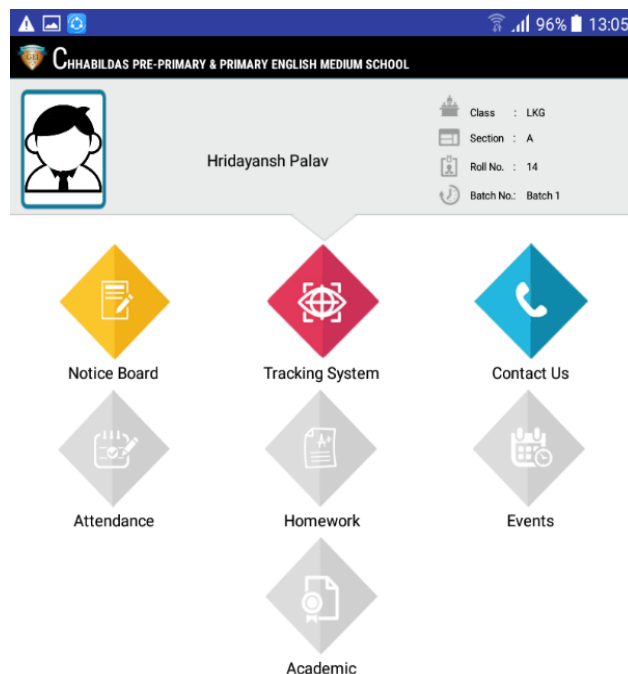 96% 13:05
CHHABILDAS PRE-PRIMARY & PRIMARY ENGLISH MEDIUM SCHOOL
Hridayansh Palav
Class : LKG
Section : A
Roll No. : 14
Batch No.: Batch 1
Notice Board
Tracking System
Contact Us
A+
Attendance
Homework
Events
Academic